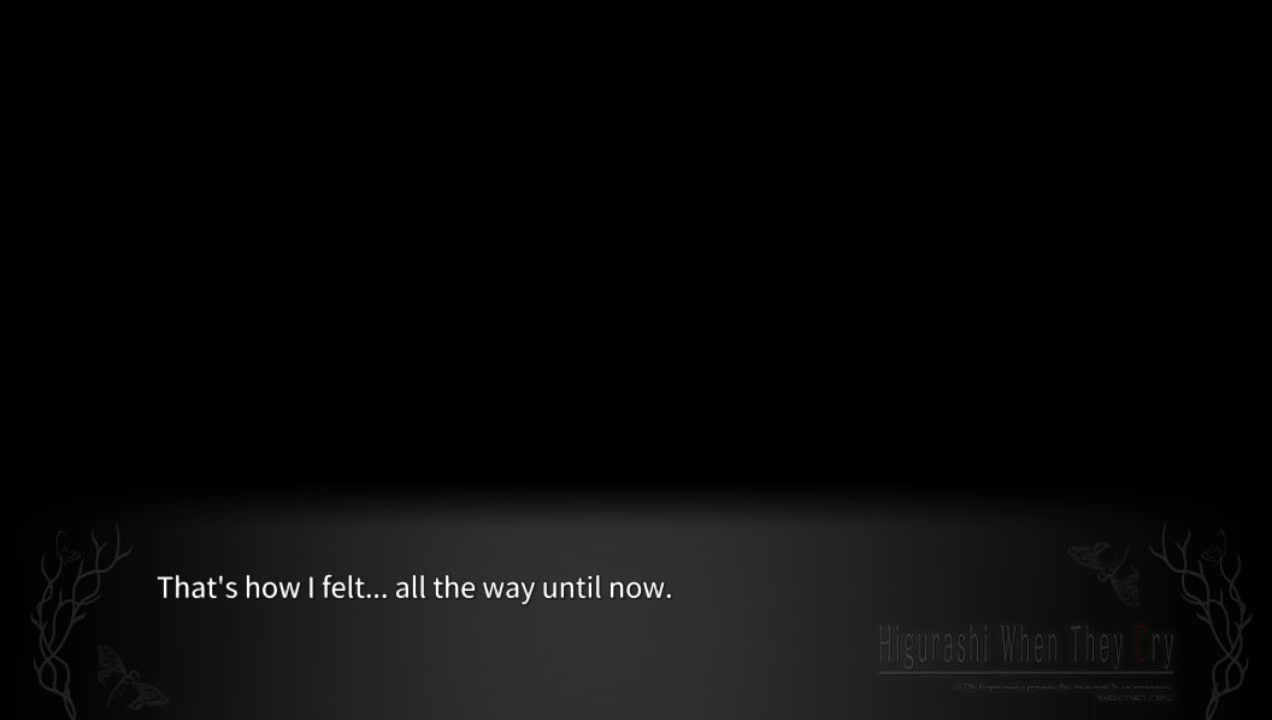 That's how I felt... all the way until now.
Higurashi When They Cry